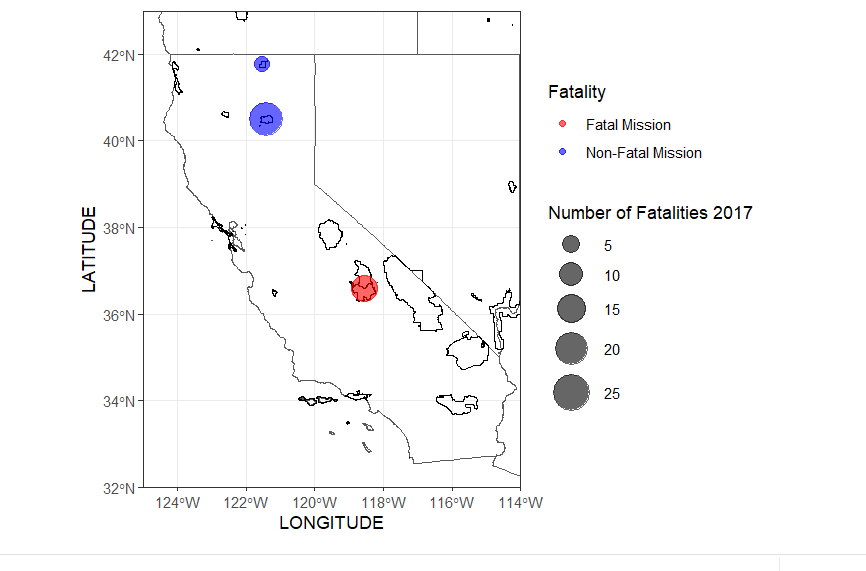 42°N
40°N
38°N
36°N
34°N
32°N
LATITUDE
124°W
122°W
120°W
118°W
116°W
114°W
LONGITUDE
Fatality
Fatal Mission
Non-Fatal Mission
Number of Fatalities 2017
5
10
15
20
25